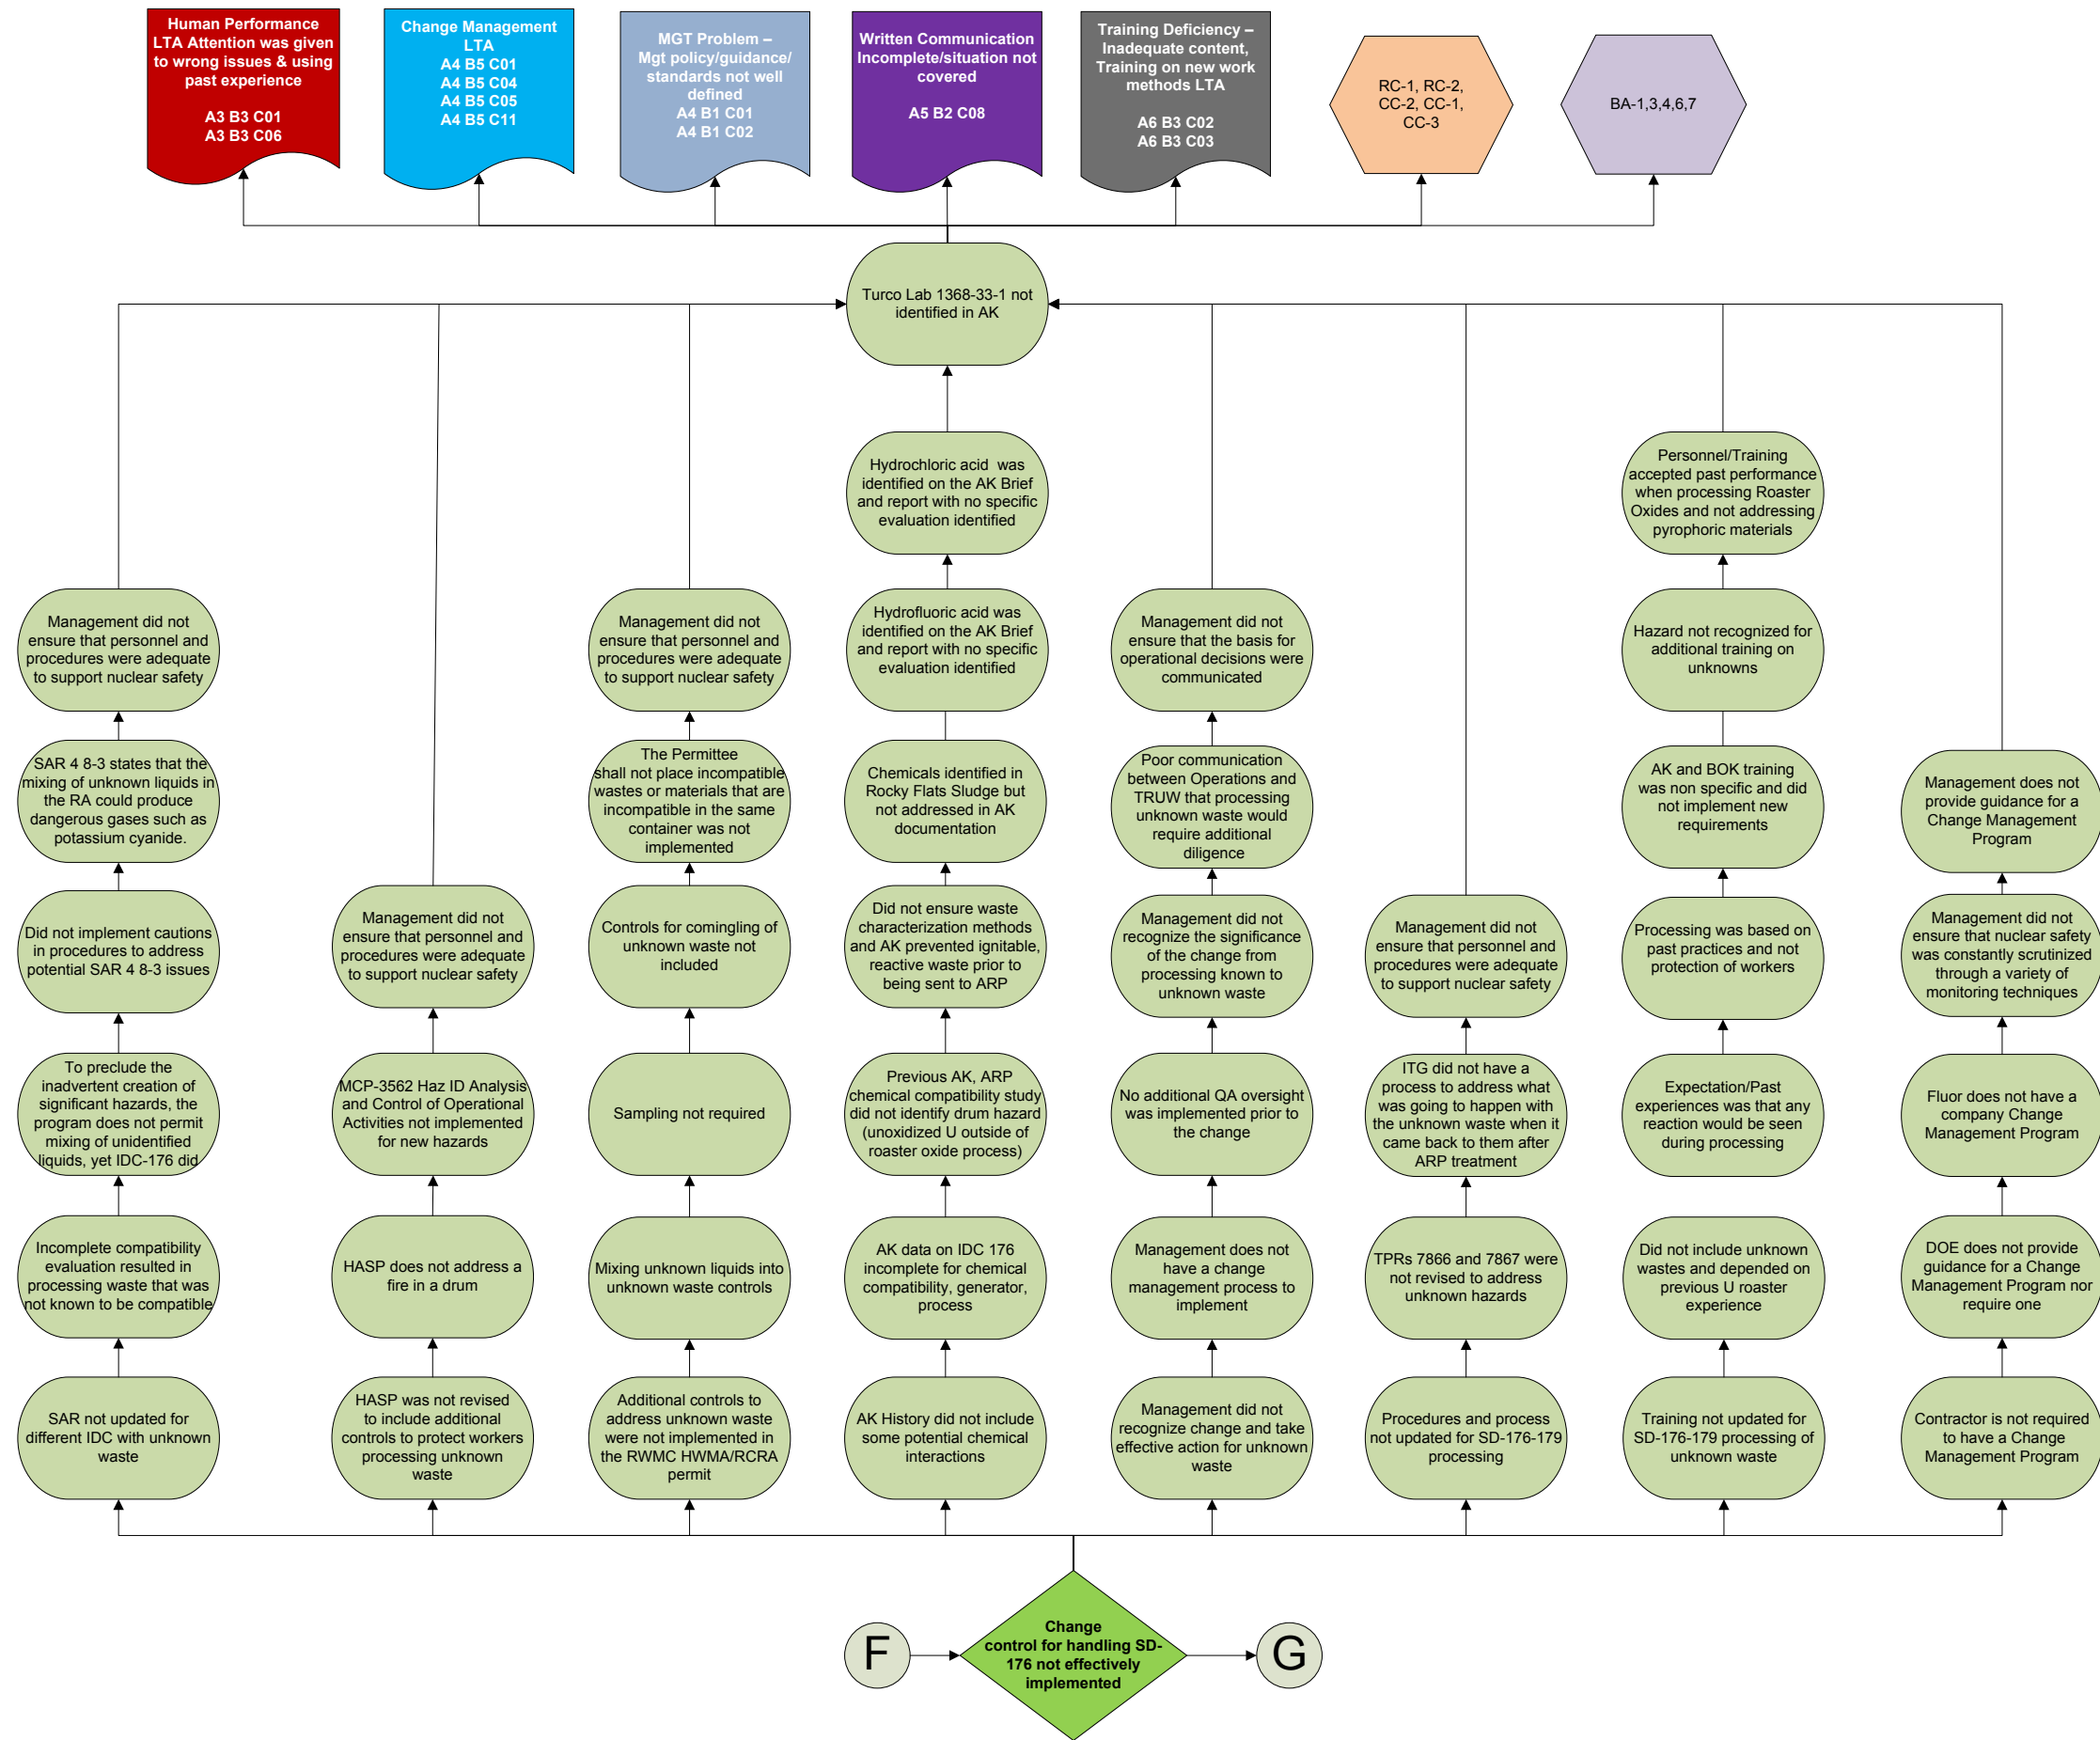 Human Performance
LTA Attention was given
to wrong issues & using
past experience
A3 B3 C01
A3 B3 C06
Change Management
LTA
A4 B5 C01
A4 B5 C04
A4 B5 C05
A4 B5 C11
MGT Problem –
Mgt policy/guidance/
standards not well
defined
A4 B1 C01
A4 B1 C02
Written Communication
Incomplete/situation not
covered
A5 B2 C08
Training Deficiency –
Inadequate content,
Training on new work
methods LTA
A6 B3 C02
A6 B3 C03
RC-1, RC-2,
CC-2, CC-1,
CC-3
BA-1,3,4,6,7
Turco Lab 1368-33-1 not
identified in AK
Hydrochloric acid was
identified on the AK Brief
and report with no specific
evaluation identified
Personnel/Training
accepted past performance
when processing Roaster
Oxides and not addressing
pyrophoric materials
Management did not
ensure that personnel and
procedures were adequate
to support nuclear safety
Management did not
ensure that personnel and
procedures were adequate
to support nuclear safety
Hydrofluoric acid was
identified on the AK Brief
and report with no specific
evaluation identified
Management did not
ensure that the basis for
operational decisions were
communicated
Hazard not recognized for
additional training on
unknowns
SAR 4 8-3 states that the
mixing of unknown liquids in
the RA could produce
dangerous gases such as
potassium cyanide.
The Permittee
shall not place incompatible
wastes or materials that are
incompatible in the same
container was not
implemented
Chemicals identified in
Rocky Flats Sludge but
not addressed in AK
documentation
Poor communication
between Operations and
TRUW that processing
unknown waste would
require additional
diligence
AK and BOK training
was non specific and did
not implement new
requirements
Management does not
provide guidance for a
Change Management
Program
Did not implement cautions
in procedures to address
potential SAR 4 8-3 issues
Management did not
ensure that personnel and
procedures were adequate
to support nuclear safety
Controls for comingling of
unknown waste not
included
Did not ensure waste
characterization methods
and AK prevented ignitable,
reactive waste prior to
being sent to ARP
Management did not
recognize the significance
of the change from
processing known to
unknown waste
Management did not
ensure that personnel and
procedures were adequate
to support nuclear safety
Processing was based on
past practices and not
protection of workers
Management did not
ensure that nuclear safety
was constantly scrutinized
through a variety of
monitoring techniques
To preclude the
inadvertent creation of
significant hazards, the
program does not permit
mixing of unidentified
liquids, yet IDC-176 did
MCP-3562 Haz ID Analysis
and Control of Operational
Activities not implemented
for new hazards
Sampling not required
Previous AK, ARP
chemical compatibility study
did not identify drum hazard
(unoxidized U outside of
roaster oxide process)
No additional QA oversight
was implemented prior to
the change
ITG did not have a
process to address what
was going to happen with
the unknown waste when it
came back to them after
ARP treatment
Expectation/Past
experiences was that any
reaction would be seen
during processing
Fluor does not have a
company Change
Management Program
Incomplete compatibility
evaluation resulted in
processing waste that was
not known to be compatible
HASP does not address a
fire in a drum
Mixing unknown liquids into
unknown waste controls
AK data on IDC 176
incomplete for chemical
compatibility, generator,
process
Management does not
have a change
management process to
implement
TPRs 7866 and 7867 were
not revised to address
unknown hazards
Did not include unknown
wastes and depended on
previous U roaster
experience
DOE does not provide
guidance for a Change
Management Program nor
require one
SAR not updated for
different IDC with unknown
waste
HASP was not revised
to include additional
controls to protect workers
processing unknown
waste
Additional controls to
address unknown waste
were not implemented in
the RWMC HWMA/RCRA
permit
AK History did not include
some potential chemical
interactions
Management did not
recognize change and take
effective action for unknown
waste
Procedures and process
not updated for SD-176-179
processing
Training not updated for
SD-176-179 processing of
unknown waste
Contractor is not required
to have a Change
Management Program
F
Change
control for handling SD-
176 not effectively
implemented
G